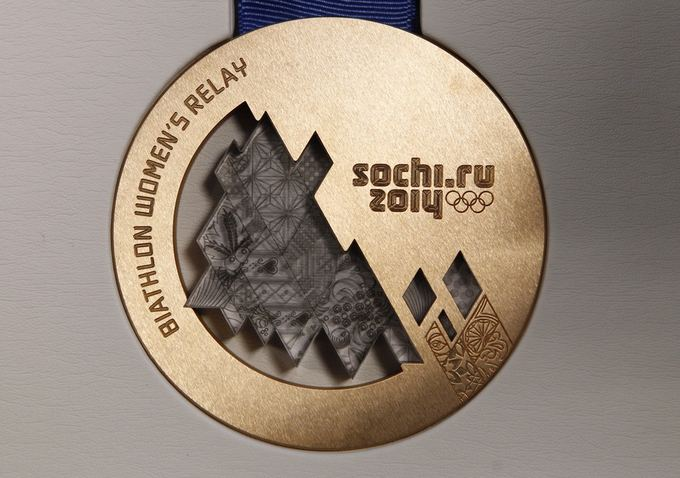 BIATHLON WOMEN'S RELAY
sochi.ru
2014